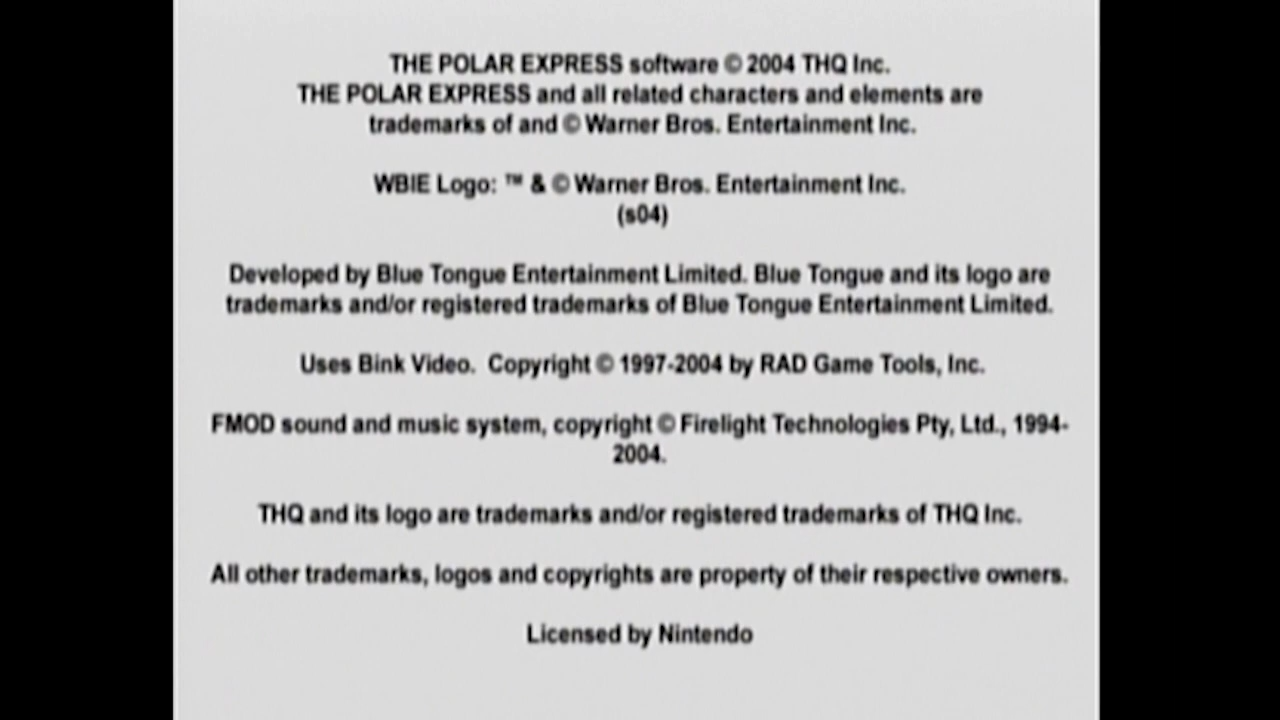 THE POLAR EXPRESS software © 2004 THQ Inc.
THE POLAR EXPRESS and all related characters and elements are
trademarks of and © Warner Bros. Entertainment Inc.
WBIE Logo: ™ & © Warner Bros. Entertainment Inc.
(s04)
Developed by Blue Tongue Entertainment Limited. Blue Tongue and its logo are
trademarks and/or registered trademarks of Blue Tongue Entertainment Limited.
Uses Bink Video.  Copyright © 1997-2004 by RAD Game Tools, Inc.
FMOD sound and music system, copyright © Firelight Technologies Pty, Ltd., 1994-
2004.
THQ and its logo are trademarks and/or registered trademarks of THQ Inc.
All other trademarks, logos and copyrights are property of their respective owners.
Licensed by Nintendo